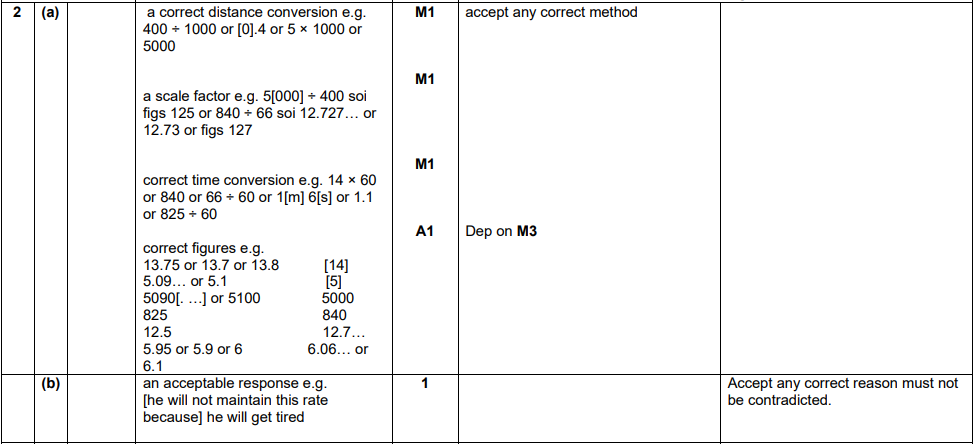 2 (a) a correct distance conversion e.g. M1 accept any correct method
400 ÷ 1000 or [0].4 or 5 × 1000 or
5000
M1
a scale factor e.g. 5[000] ÷ 400 soi
figs 125 or 840 ÷ 66 soi 12.727… or
12.73 or figs 127
M1
correct time conversion e.g. 14 × 60
or 840 or 66 ÷ 60 or 1[m] 6[s] or 1.1
or 825 ÷ 60
A1 Dep on M3
correct figures e.g.
13.75 or 13.7 or 13.8 [14]
5.09… or 5.1 [5]
5090[. …] or 5100 5000
825 840
12.5 12.7…
5.95 or 5.9 or 6 6.06… or
6.1
(b) an acceptable response e.g. 1 Accept any correct reason must not
[he will not maintain this rate be contradicted.
because] he will get tired